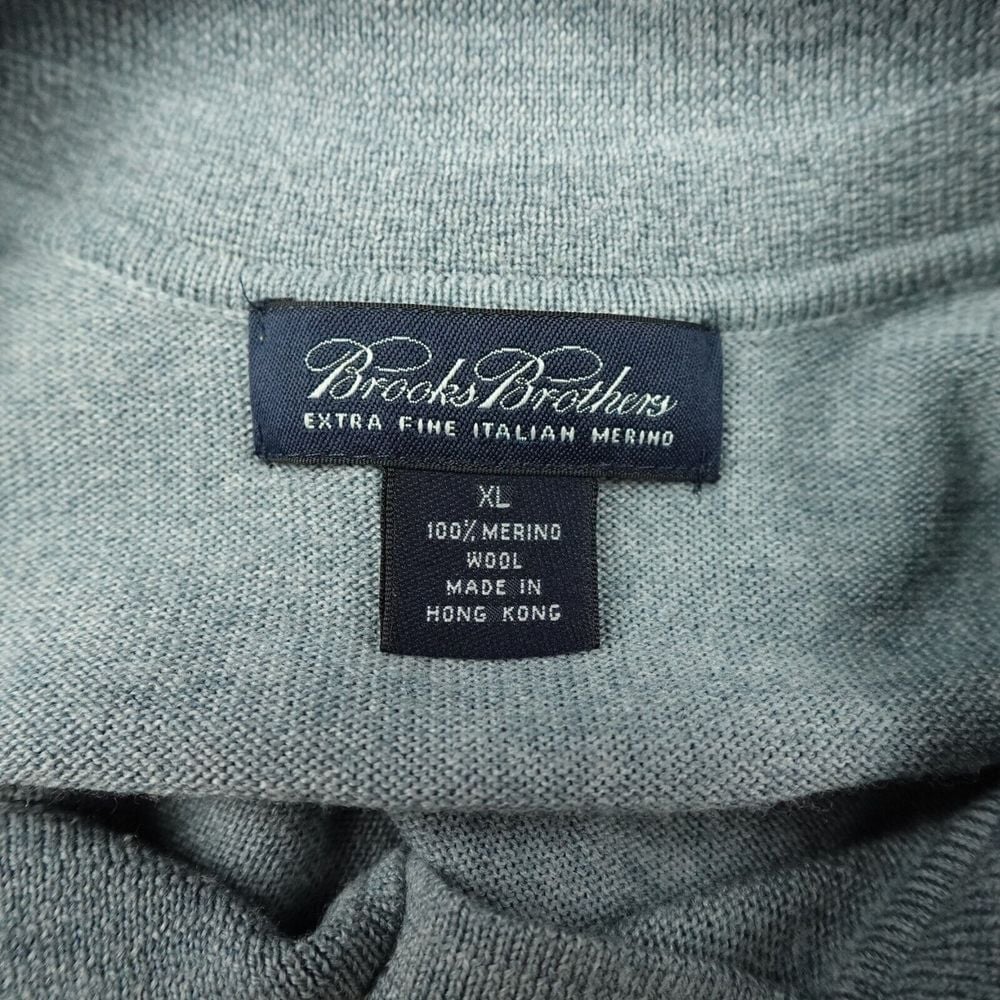 Brooks Brothers
EXTRA FINE ITALIAN MERINO
XL
100% MERINO
WOOL
MADE IN
HONG KONG